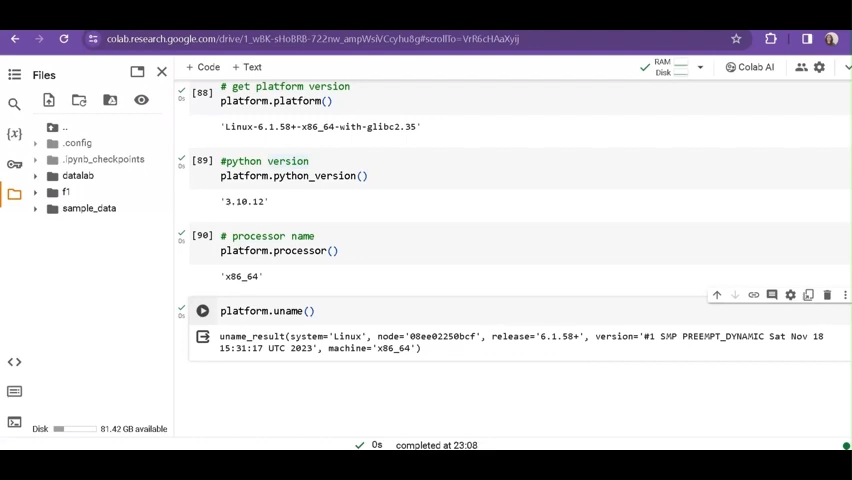 colab.research.google.com/drive/1_wBK-sHoBRB-722nw_ampWsiVCcyhu8g#scrollTo=VrR6cHAaXyij
Files
+ Code + Text
RAM
Disk
Colab AI
..
.config
.ipynb_checkpoints
datalab
f1
sample_data
{x}
Disk 81.42 GB available
0s
[88]
# get platform version
platform.platform()
'Linux-6.1.58+-x86_64-with-glibc2.35'
0s
[89]
#python version
platform.python_version()
'3.10.12'
0s
[90]
# processor name
platform.processor()
'x86_64'
0s
platform.uname()
uname_result(system='Linux', node='08ee02250bcf', release='6.1.58+', version='#1 SMP PREEMPT_DYNAMIC Sat Nov 18
15:31:17 UTC 2023', machine='x86_64')
0s completed at 23:08